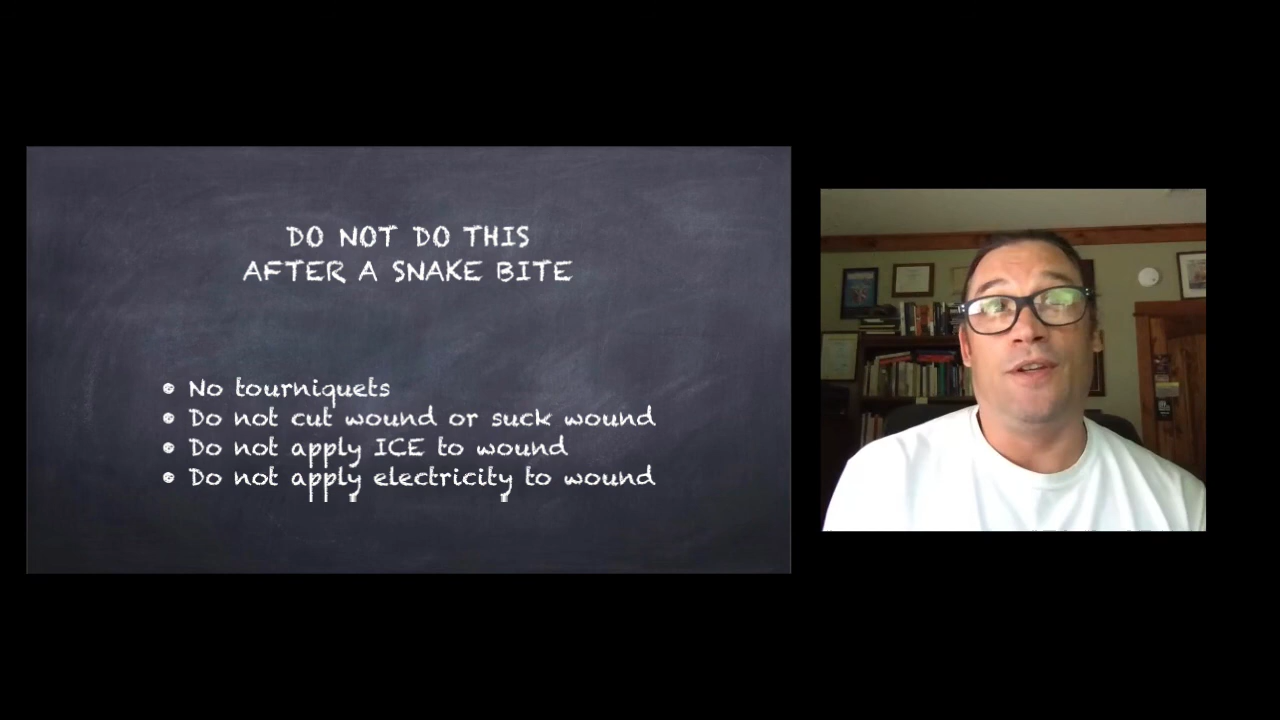 DO NOT DO THIS
AFTER A SNAKE BITE
• No tourniquets
• Do not cut wound or suck wound
• Do not apply ICE to wound
• Do not apply electricity to wound